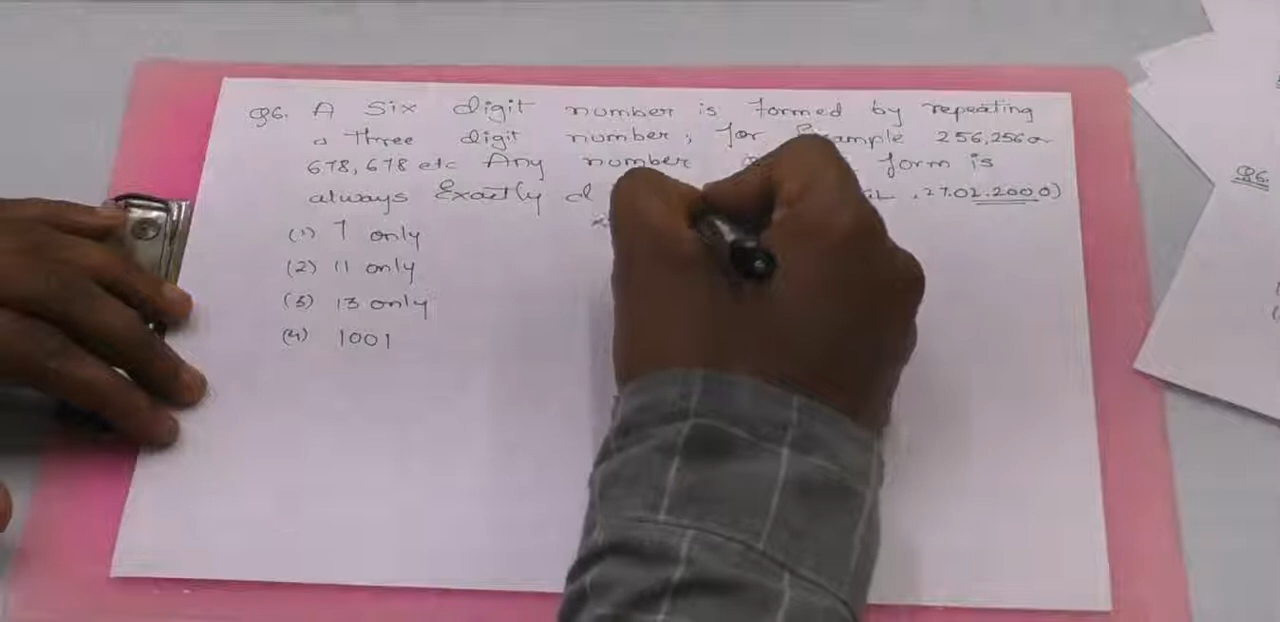 Q6. A Six digit number is formed by repeating
a three digit number; for Example 256,256 or
678,678 etc Any number form is
always Exactly d ,27.02.2000)
(1) 7 only
(2) 11 only
(3) 13 only
(4) 1001
Q6.